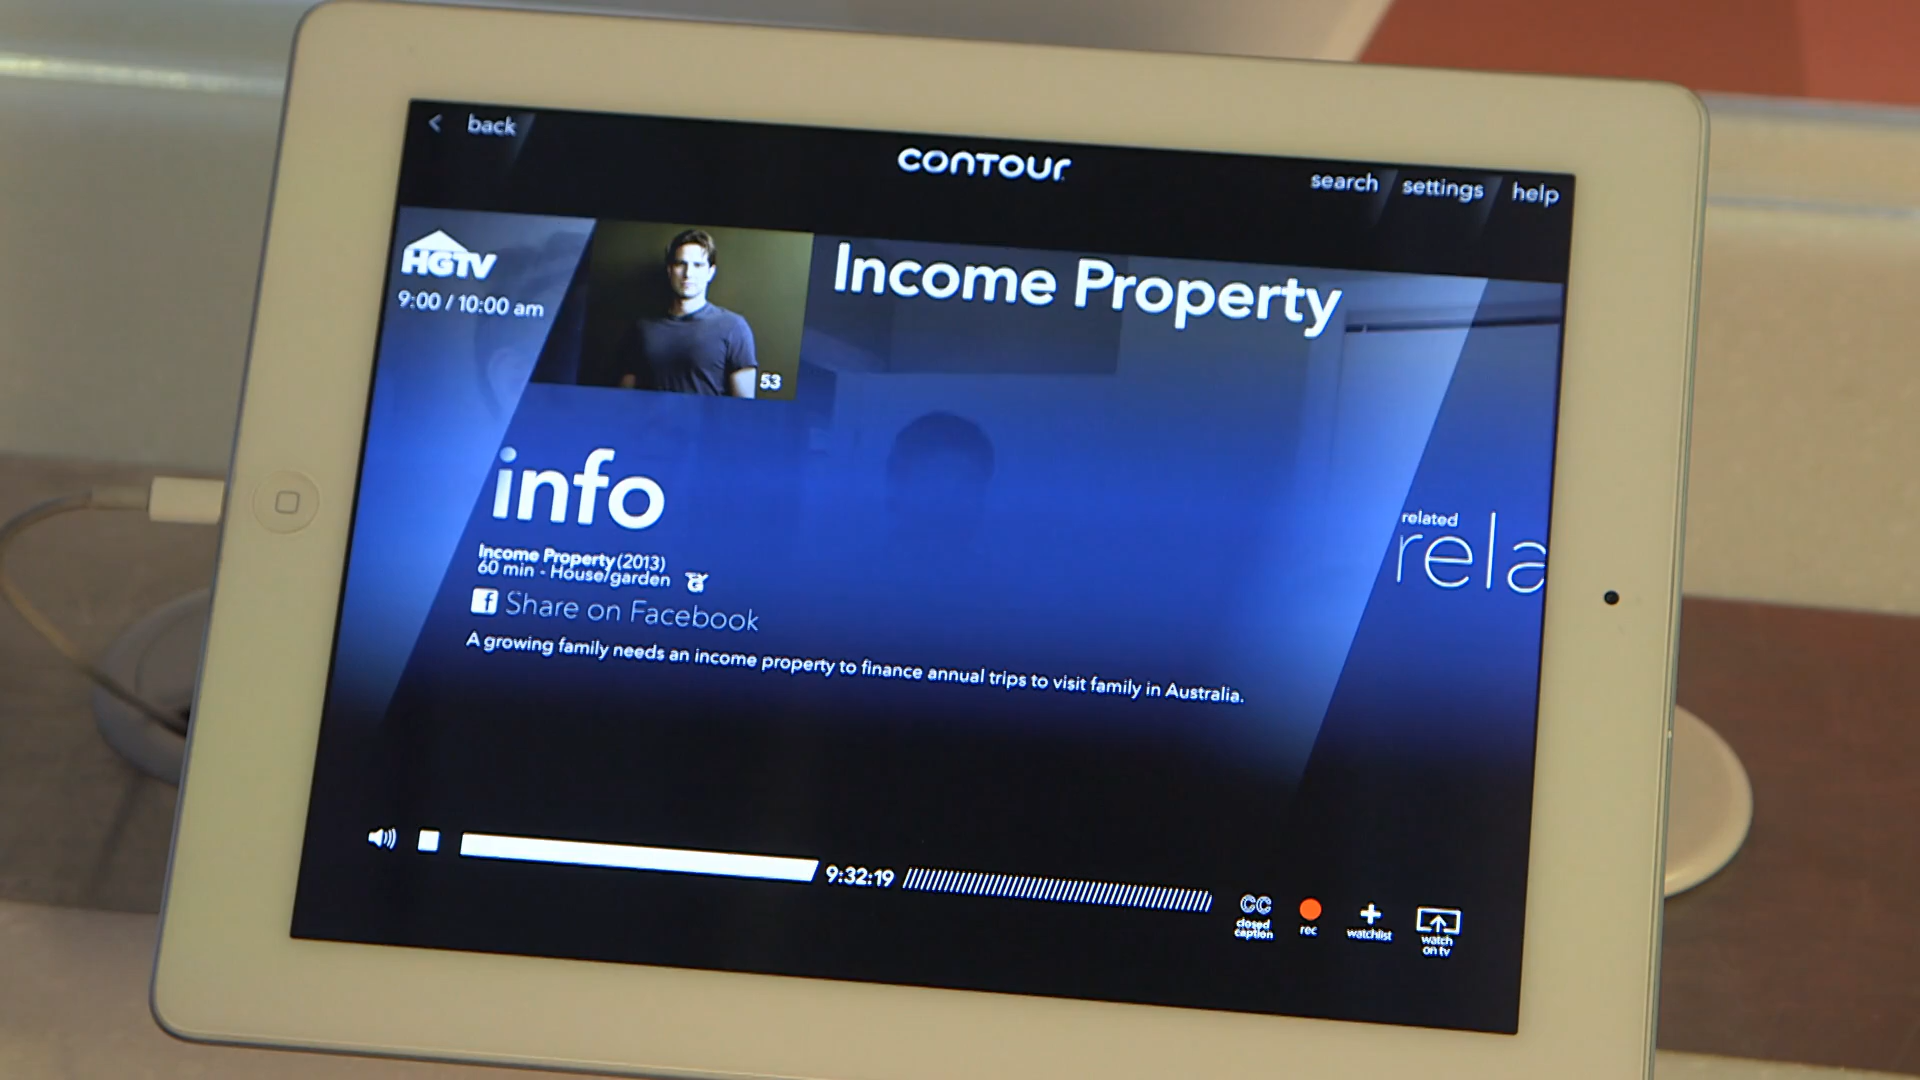 < back
contour
search settings help
HGTV
9:00 / 10:00 am
53
Income Property
info
Income Property (2013)
60 min - House/garden
f Share on Facebook
A growing family needs an income property to finance annual trips to visit family in Australia.
related
rela
9:32:19
CC
closed
caption
rec
+
watchlist
watch
on tv